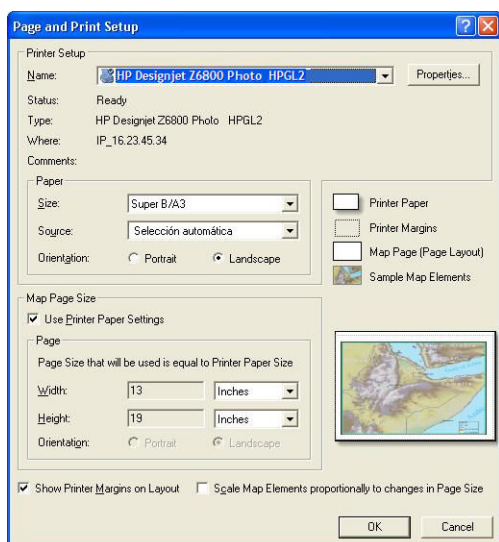 Page and Print Setup
Printer Setup
Name: HP Designjet Z6800 Photo HPGL2 Properties...
Status: Ready
Type: HP Designjet Z6800 Photo HPGL2
Where: IP_16.23.45.34
Comments:
Paper
Size: Super B/A3
Source: Selección automática
Orientation: Portrait Landscape
Printer Paper
Printer Margins
Map Page (Page Layout)
Sample Map Elements
Map Page Size
Use Printer Paper Settings
Page
Page Size that will be used is equal to Printer Paper Size
Width: 13 Inches
Height: 19 Inches
Orientation: Portrait Landscape
Show Printer Margins on Layout Scale Map Elements proportionally to changes in Page Size
OK Cancel